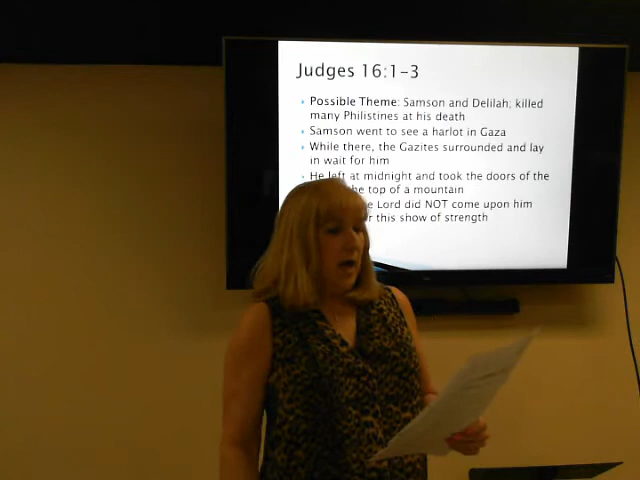 Judges 16:1-3
Possible Theme: Samson and Delilah; killed
many Philistines at his death
Samson went to see a harlot in Gaza
While there, the Gazites surrounded and lay
in wait for him
He left at midnight and took the doors of the
the top of a mountain
Lord did NOT come upon him
this show of strength